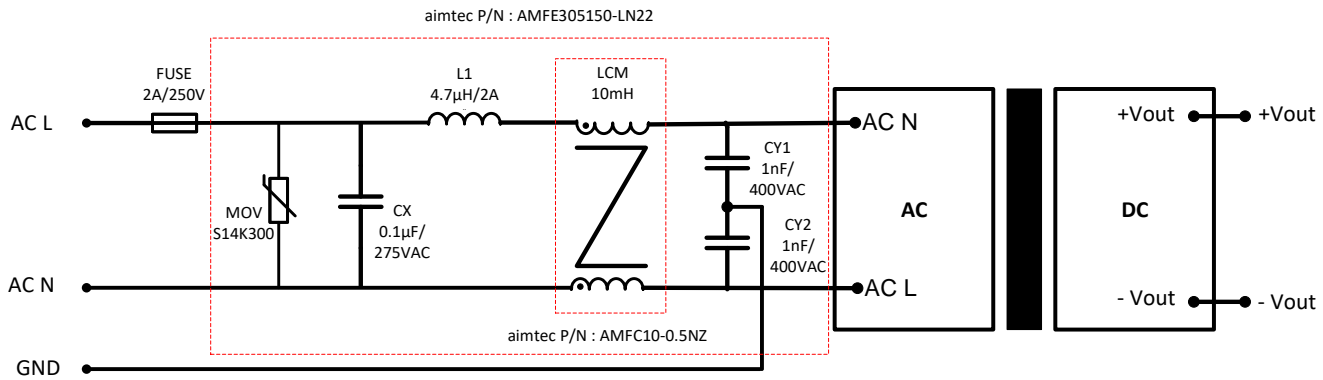 aimtec P/N : AMFE305150-LN22
FUSE
2A/250V
L1
4.7µH/2A
LCM
10mH
AC L
AC N
+Vout
+Vout
CY1
1nF/
400VAC
MOV
S14K300
CX
0.1µF/
275VAC
AC
DC
CY2
1nF/
400VAC
AC N
AC L
- Vout
- Vout
aimtec P/N : AMFC10-0.5NZ
GND